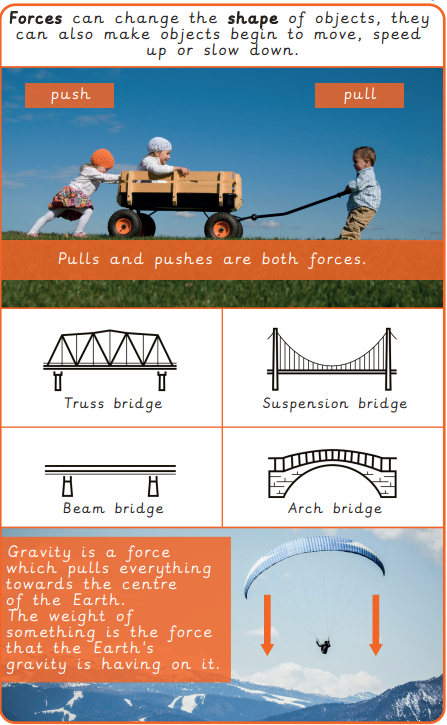 Forces can change the shape of objects, they
can also make objects begin to move, speed
up or slow down.
push
pull
Pulls and pushes are both forces.
Truss bridge
Suspension bridge
Beam bridge
Arch bridge
Gravity is a force
which pulls everything
towards the centre
of the Earth.
The weight of
something is the force
that the Earth's
gravity is having on it.